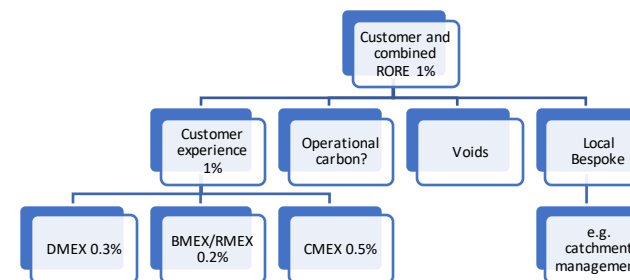 Customer and
combined
RORE 1%
Customer
experience
1%
Operational
carbon?
Voids
Local
Bespoke
DMEX 0.3%
BMEX/RMEX
0.2%
CMEX 0.5%
e.g.
catchment